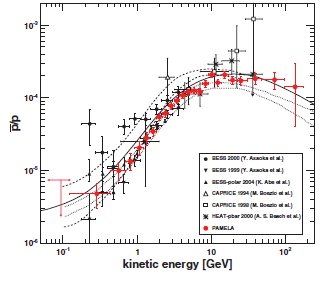 p̄/p
10⁻³
10⁻⁴
10⁻⁵
10⁻⁶
10⁻¹
1
10
10²
kinetic energy [GeV]
BESS 2000 (Y. Asaoka et al.)
BESS 1999 (Y. Asaoka et al.)
BESS-polar 2004 (K. Abe et al.)
CAPRICE 1994 (M. Boezio et al.)
CAPRICE 1998 (M. Boezio et al.)
HEAT-pbar 2000 (A. S. Beach et al.)
PAMELA